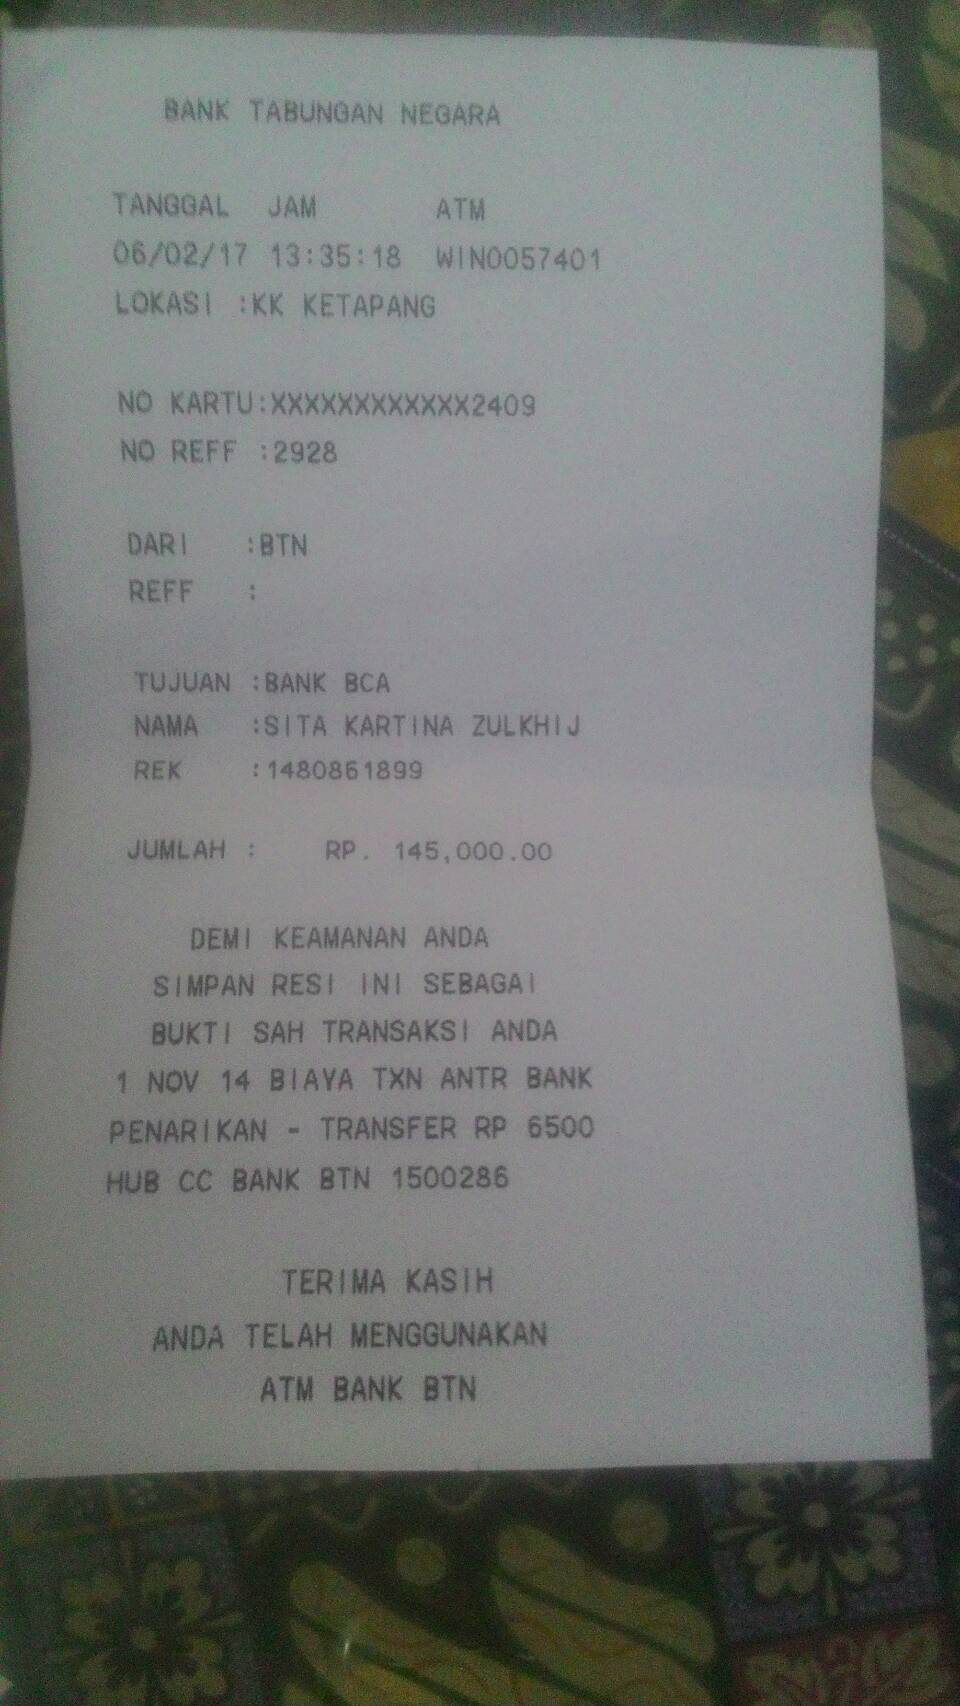 BANK TABUNGAN NEGARA
TANGGAL JAM ATM
06/02/17 13:35:18 WIN0057401
LOKASI :KK KETAPANG
NO KARTU:XXXXXXXXXXXX2409
NO REFF :2928
DARI :BTN
REFF :
TUJUAN :BANK BCA
NAMA :SITA KARTINA ZULKHIJ
REK :1480861899
JUMLAH : RP. 145,000.00
DEMI KEAMANAN ANDA
SIMPAN RESI INI SEBAGAI
BUKTI SAH TRANSAKSI ANDA
1 NOV 14 BIAYA TXN ANTR BANK
PENARIKAN - TRANSFER RP 6500
HUB CC BANK BTN 1500286
TERIMA KASIH
ANDA TELAH MENGGUNAKAN
ATM BANK BTN